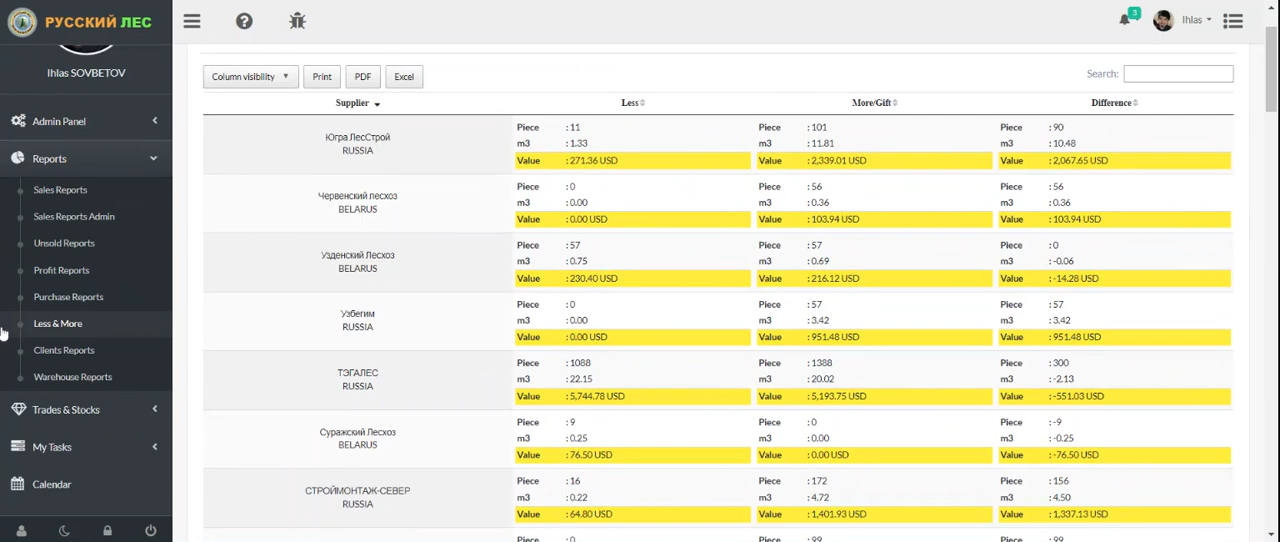 РУССКИЙ ЛЕС
3
Ihlas
Ihlas SOVBETOV
Admin Panel
Reports
Sales Reports
Sales Reports Admin
Unsold Reports
Profit Reports
Purchase Reports
Less & More
Clients Reports
Warehouse Reports
Trades & Stocks
My Tasks
Calendar
Column visibility Print PDF Excel Search:
Supplier Less More/Gift Difference
Югра ЛесСтрой
RUSSIA
Piece : 11 Piece : 101 Piece : 90
m3 : 1.33 m3 : 11.81 m3 : 10.48
Value : 271.36 USD Value : 2,339.01 USD Value : 2,067.65 USD
Червенский лесхоз
BELARUS
Piece : 0 Piece : 56 Piece : 56
m3 : 0.00 m3 : 0.36 m3 : 0.36
Value : 0.00 USD Value : 103.94 USD Value : 103.94 USD
Узденский Лесхоз
BELARUS
Piece : 57 Piece : 57 Piece : 0
m3 : 0.75 m3 : 0.69 m3 : -0.06
Value : 230.40 USD Value : 216.12 USD Value : -14.28 USD
Узбегим
RUSSIA
Piece : 0 Piece : 57 Piece : 57
m3 : 0.00 m3 : 3.42 m3 : 3.42
Value : 0.00 USD Value : 951.48 USD Value : 951.48 USD
ТЭГАЛЕС
RUSSIA
Piece : 1088 Piece : 1388 Piece : 300
m3 : 22.15 m3 : 20.02 m3 : -2.13
Value : 5,744.78 USD Value : 5,193.75 USD Value : -551.03 USD
Суражский Лесхоз
BELARUS
Piece : 9 Piece : 0 Piece : -9
m3 : 0.25 m3 : 0.00 m3 : -0.25
Value : 76.50 USD Value : 0.00 USD Value : -76.50 USD
СТРОЙМОНТАЖ-СЕВЕР
RUSSIA
Piece : 16 Piece : 172 Piece : 156
m3 : 0.22 m3 : 4.72 m3 : 4.50
Value : 64.80 USD Value : 1,401.93 USD Value : 1,337.13 USD
Piece : 0 Piece : 99 Piece : 99